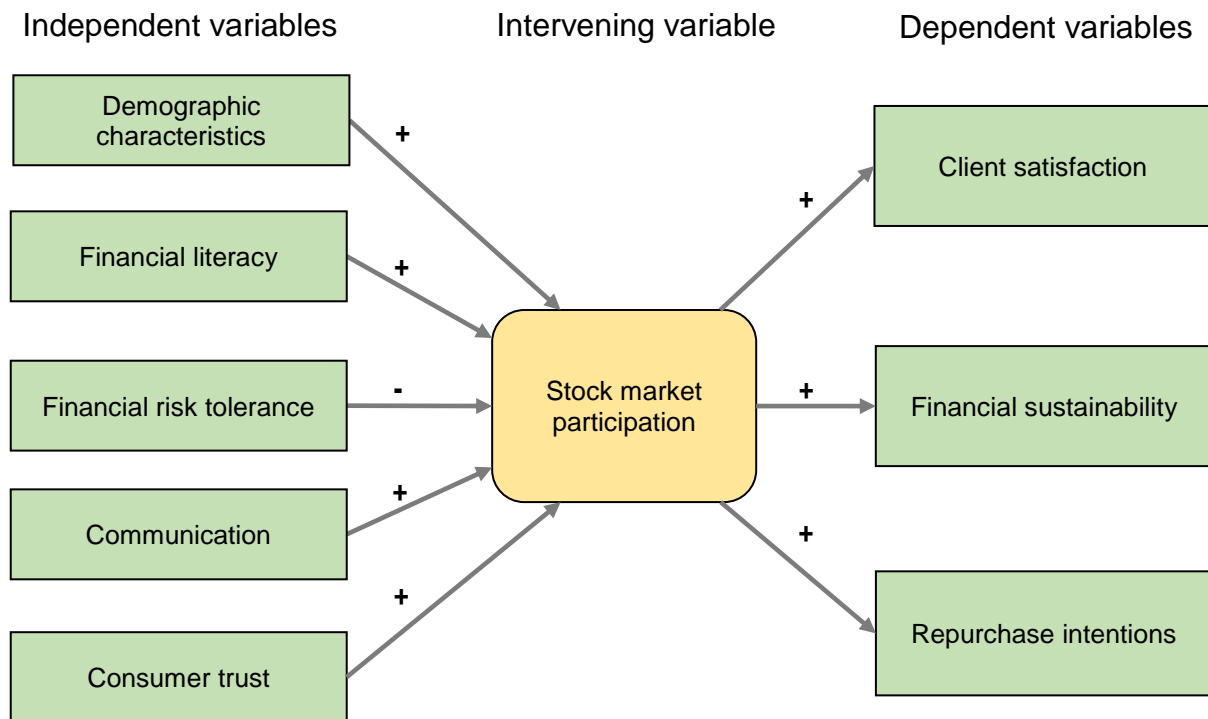 Independent variables
Intervening variable
Dependent variables
Demographic
characteristics
+
Financial literacy
+
Financial risk tolerance
-
Communication
+
Consumer trust
+
Stock market
participation
+
Client satisfaction
+
Financial sustainability
+
Repurchase intentions